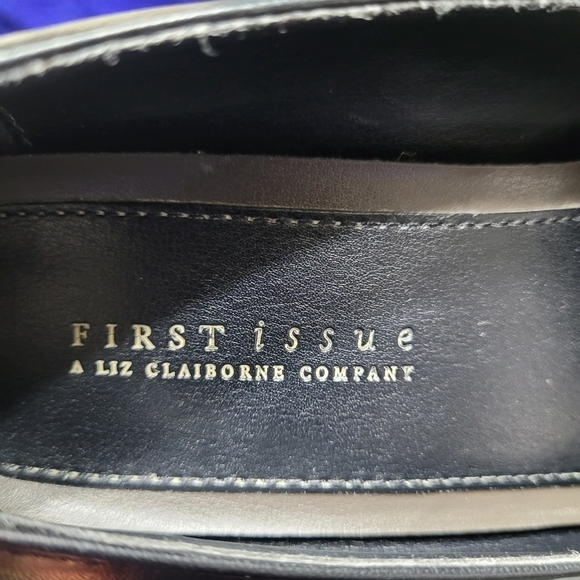 FIRST issue
A LIZ CLAIBORNE COMPANY